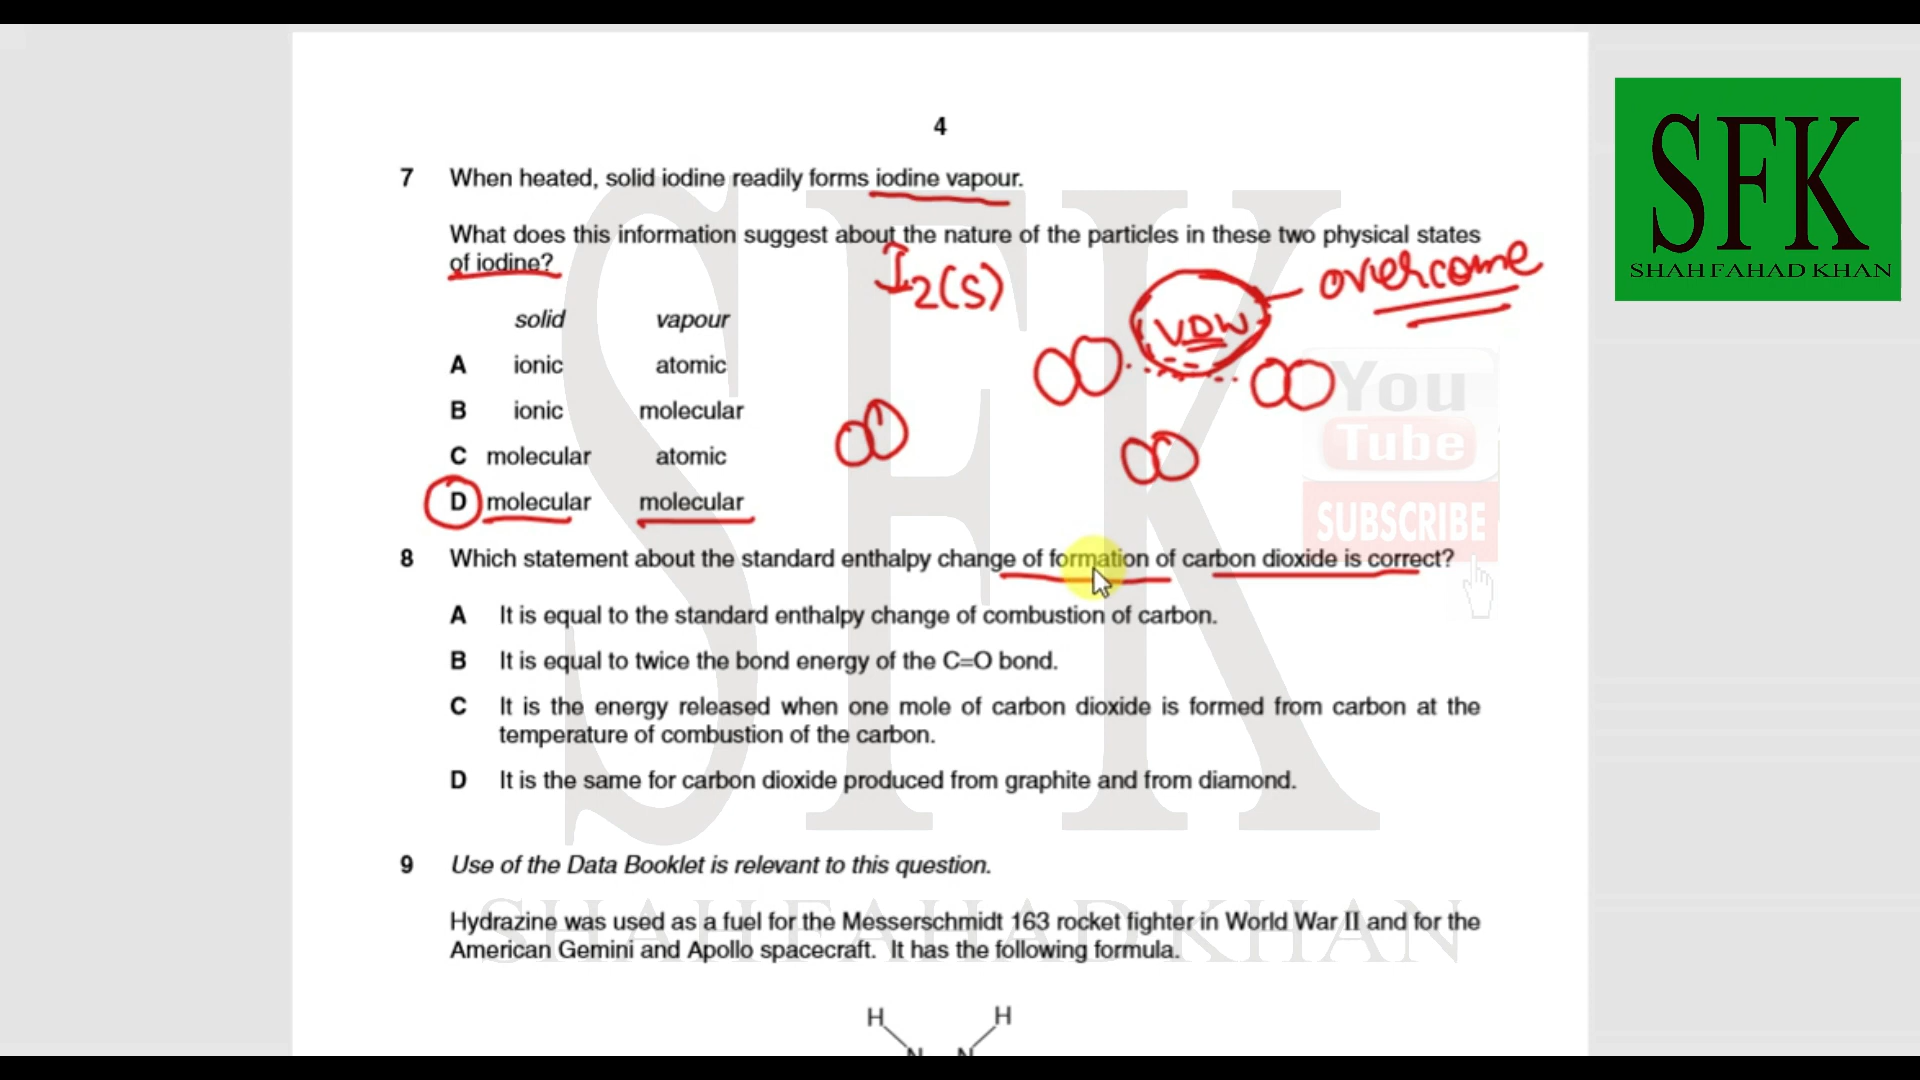 4
SFK
SHAH FAHAD KHAN
7 When heated, solid iodine readily forms iodine vapour.
What does this information suggest about the nature of the particles in these two physical states
of iodine?
I2(s)
VDW
overcome
solid vapour
A ionic atomic
B ionic molecular
C molecular atomic
D molecular molecular
You
Tube
SUBSCRIBE
8 Which statement about the standard enthalpy change of formation of carbon dioxide is correct?
A It is equal to the standard enthalpy change of combustion of carbon.
B It is equal to twice the bond energy of the C=O bond.
C It is the energy released when one mole of carbon dioxide is formed from carbon at the
temperature of combustion of the carbon.
D It is the same for carbon dioxide produced from graphite and from diamond.
SFK
9 Use of the Data Booklet is relevant to this question.
Hydrazine was used as a fuel for the Messerschmidt 163 rocket fighter in World War II and for the
American Gemini and Apollo spacecraft. It has the following formula.
SHAH FAHAD KHAN
H H
N N